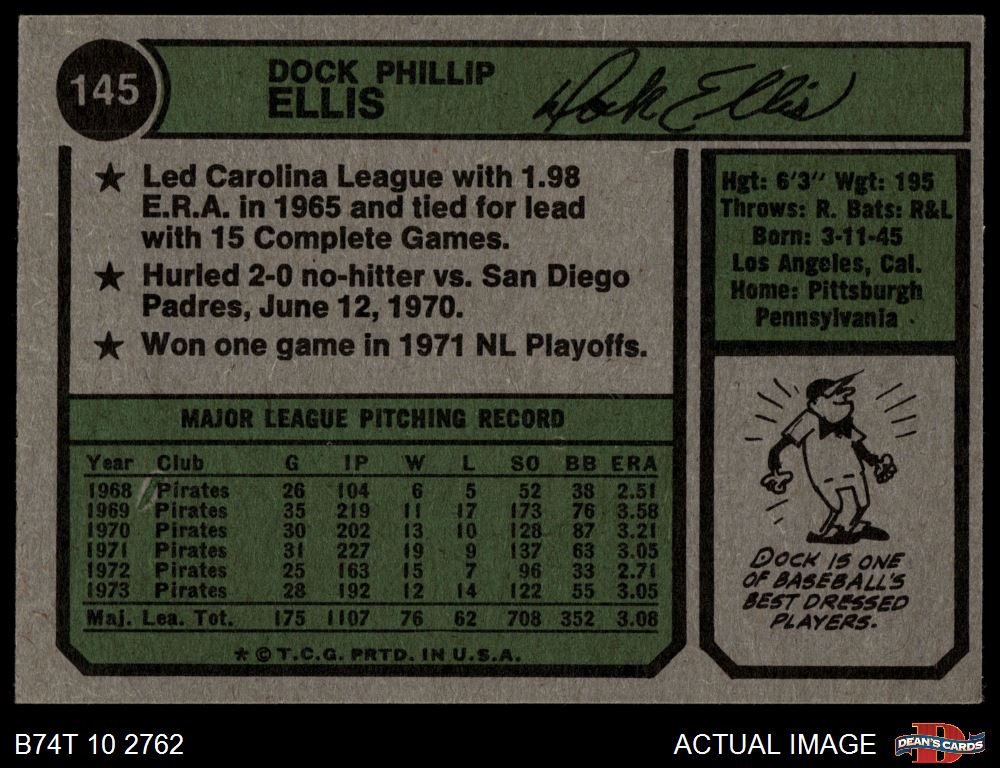 145
DOCK PHILLIP
ELLIS
Dock Ellis
★ Led Carolina League with 1.98
E.R.A. in 1965 and tied for lead
with 15 Complete Games.
★ Hurled 2-0 no-hitter vs. San Diego
Padres, June 12, 1970.
★ Won one game in 1971 NL Playoffs.
Hgt: 6'3" Wgt: 195
Throws: R. Bats: R&L
Born: 3-11-45
Los Angeles, Cal.
Home: Pittsburgh
Pennsylvania
MAJOR LEAGUE PITCHING RECORD
Year Club G IP W L SO BB ERA
1968 Pirates 26 104 6 5 52 38 2.51
1969 Pirates 35 219 11 17 173 76 3.58
1970 Pirates 30 202 13 10 128 87 3.21
1971 Pirates 31 227 19 9 137 63 3.05
1972 Pirates 25 163 15 7 96 33 2.71
1973 Pirates 28 192 12 14 122 55 3.05
Maj. Lea. Tot. 175 1107 76 62 708 352 3.08
* © T.C.G. PRTD. IN U.S.A.
DOCK IS ONE
OF BASEBALL'S
BEST DRESSED
PLAYERS.
B74T 10 2762
ACTUAL IMAGE
D
DEAN'S CARDS